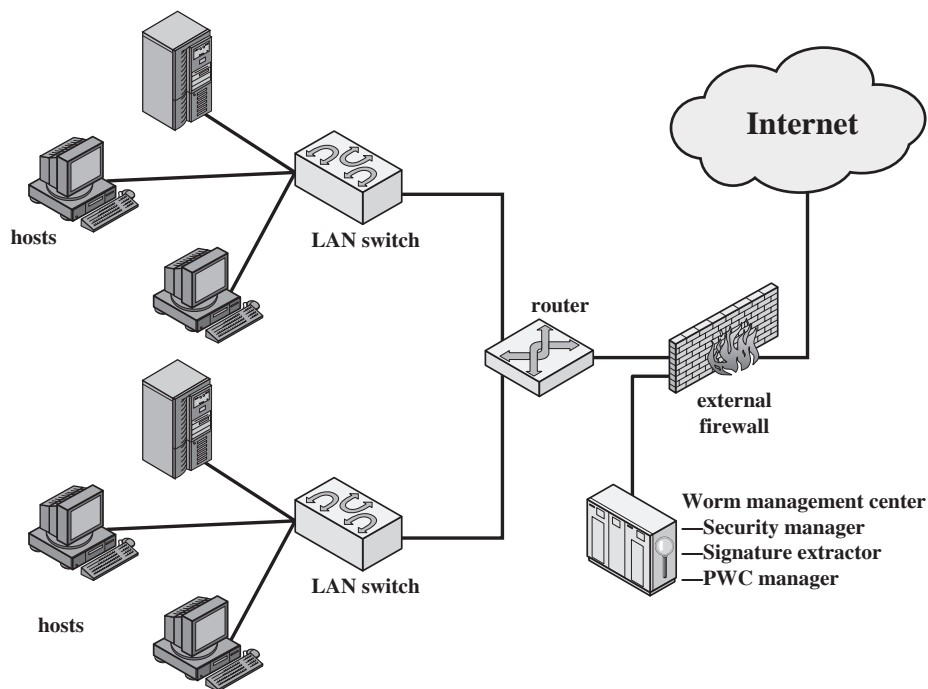 Internet
hosts
LAN switch
router
external
firewall
Worm management center
—Security manager
—Signature extractor
—PWC manager
LAN switch
hosts